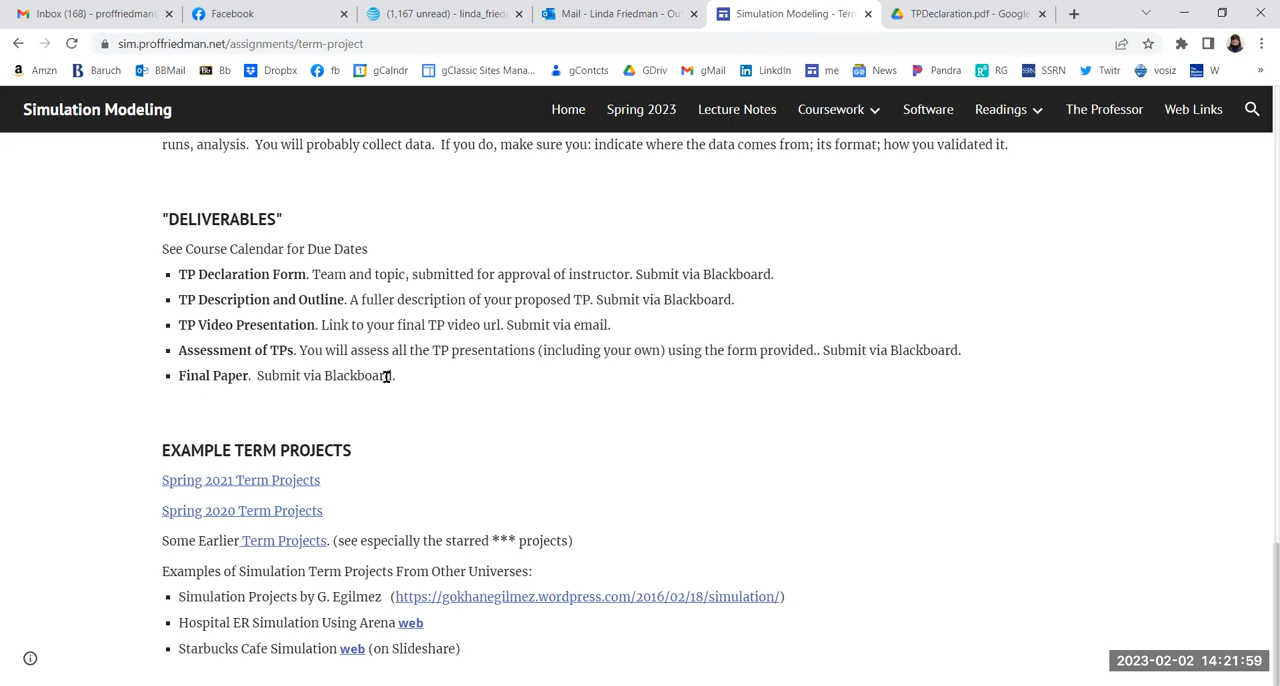 Inbox (168) - proffriedman@
Facebook
(1,167 unread) - linda_fried
Mail - Linda Friedman - Ou
Simulation Modeling - Ter
TPDeclaration.pdf - Google
sim.proffriedman.net/assignments/term-project
Amzn Baruch BBMail Bb Dropbx fb gCalndr gClassic Sites Mana... gContcts GDriv gMail LinkdIn me News Pandra RG SSRN Twitr vosiz W »
Simulation Modeling Home Spring 2023 Lecture Notes Coursework Software Readings The Professor Web Links
runs, analysis. You will probably collect data. If you do, make sure you: indicate where the data comes from; its format; how you validated it.
"DELIVERABLES"
See Course Calendar for Due Dates
▪ TP Declaration Form. Team and topic, submitted for approval of instructor. Submit via Blackboard.
▪ TP Description and Outline. A fuller description of your proposed TP. Submit via Blackboard.
▪ TP Video Presentation. Link to your final TP video url. Submit via email.
▪ Assessment of TPs. You will assess all the TP presentations (including your own) using the form provided.. Submit via Blackboard.
▪ Final Paper. Submit via Blackboard.
EXAMPLE TERM PROJECTS
Spring 2021 Term Projects
Spring 2020 Term Projects
Some Earlier Term Projects. (see especially the starred *** projects)
Examples of Simulation Term Projects From Other Universes:
▪ Simulation Projects by G. Egilmez (https://gokhanegilmez.wordpress.com/2016/02/18/simulation/)
▪ Hospital ER Simulation Using Arena web
▪ Starbucks Cafe Simulation web (on Slideshare)
2023-02-02 14:21:59